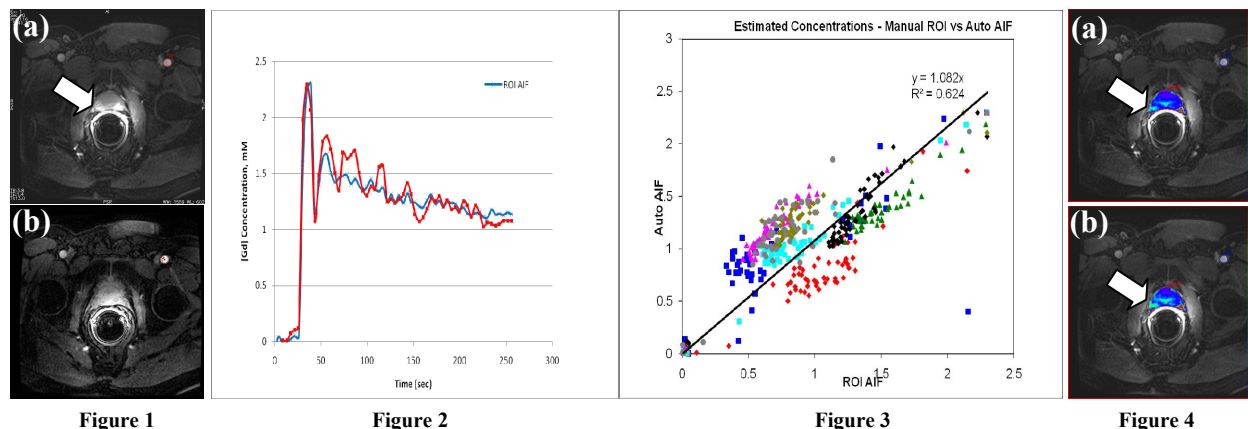 (a)
(b)
2.5
2
1.5
1
0.5
0
0
50
100
150
200
250
300
[Gd] Concentration, mM
Time (sec)
ROI AIF
Estimated Concentrations - Manual ROI vs Auto AIF
y = 1.082x
R² = 0.624
3
2.5
2
1.5
1
0.5
0
0
0.5
1
1.5
2
2.5
Auto AIF
ROI AIF
(a)
(b)
Figure 1
Figure 2
Figure 3
Figure 4